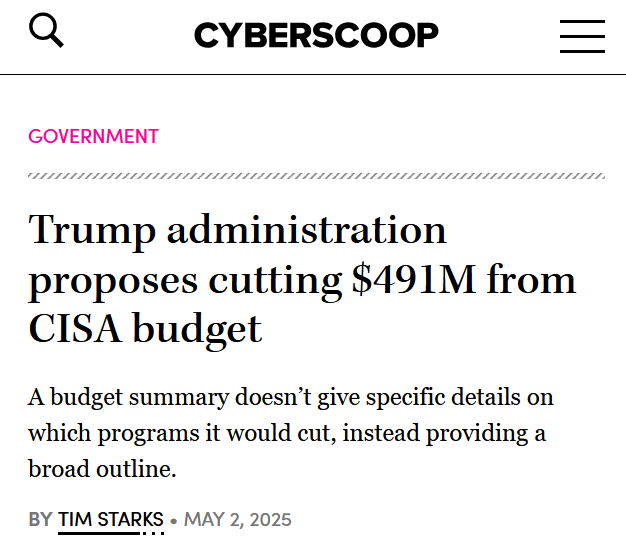 CYBERSCOOP
GOVERNMENT
Trump administration
proposes cutting $491M from
CISA budget
A budget summary doesn’t give specific details on
which programs it would cut, instead providing a
broad outline.
BY TIM STARKS • MAY 2, 2025